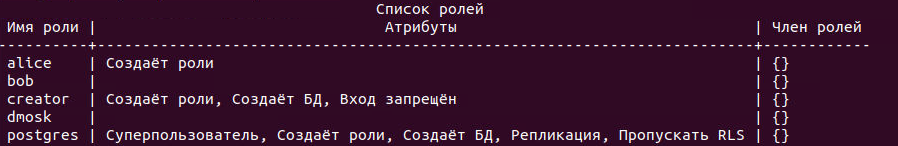 Список ролей
Имя роли | Атрибуты | Член ролей
----------+-------------------------------------------------------------------------+------------
alice | Создаёт роли | {}
bob | | {}
creator | Создаёт роли, Создаёт БД, Вход запрещён | {}
dmosk | | {}
postgres | Суперпользователь, Создаёт роли, Создаёт БД, Репликация, Пропускать RLS | {}